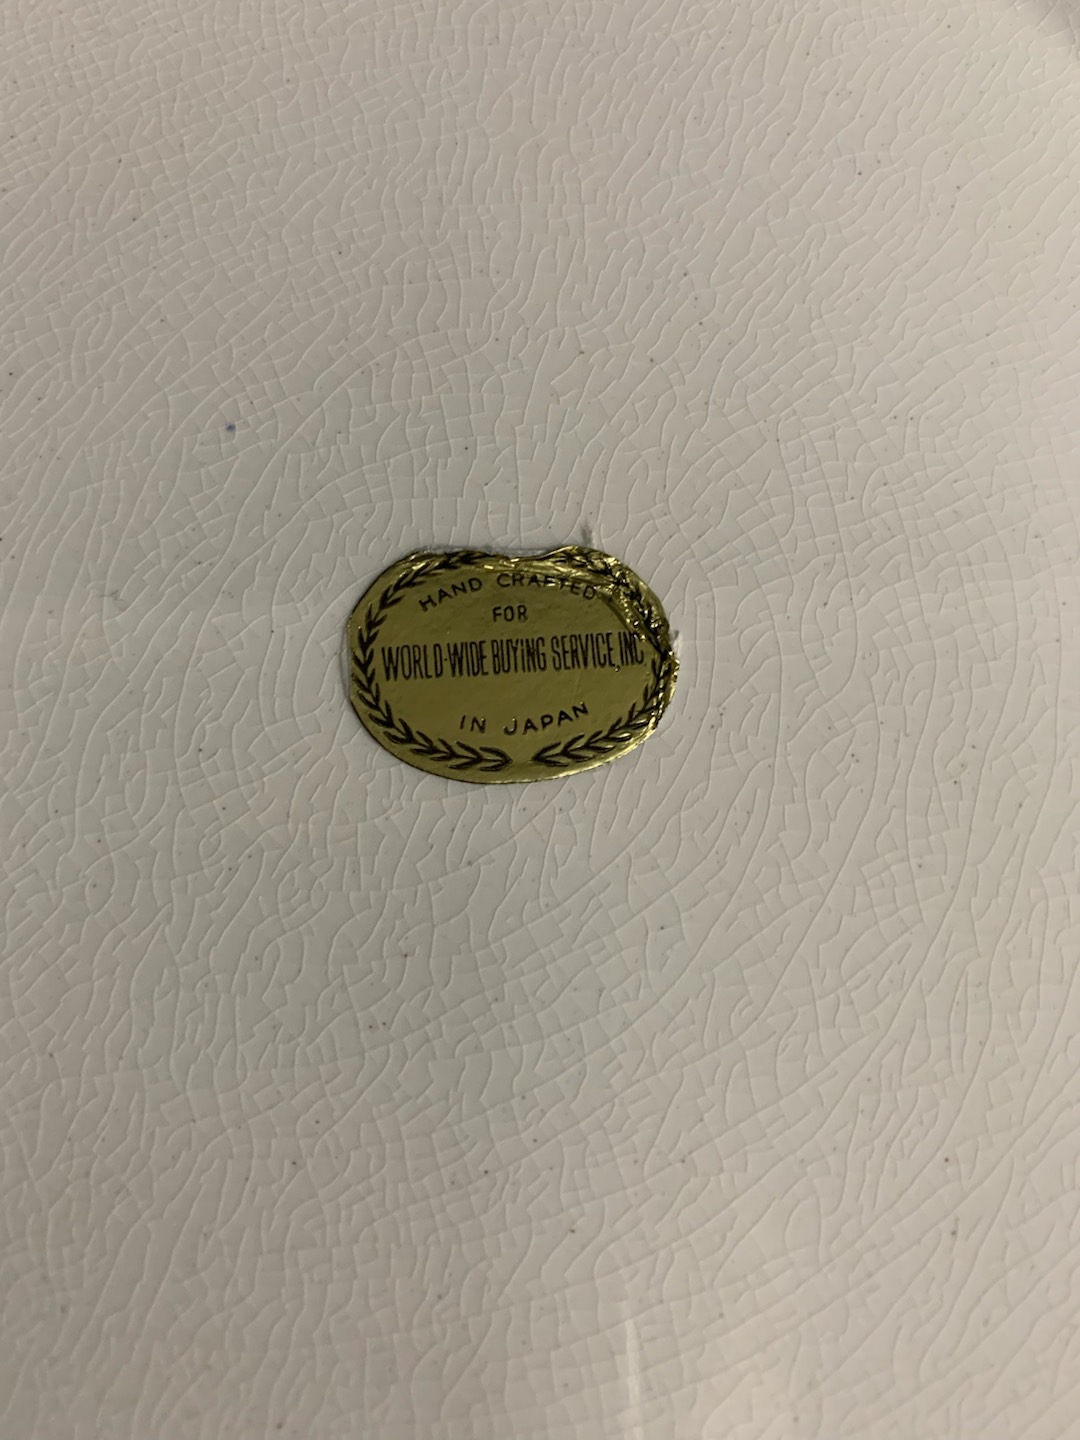 HAND CRAFTED
FOR
WORLD-WIDE BUYING SERVICE, INC
IN JAPAN